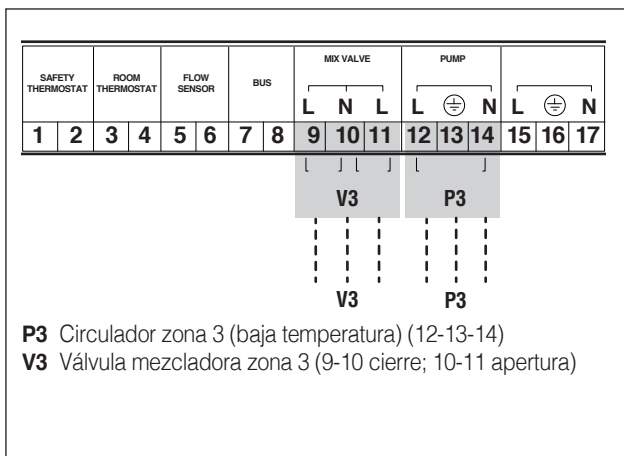 MIX VALVE PUMP
SAFETY THERMOSTAT ROOM THERMOSTAT FLOW SENSOR BUS
L N L L N L N
1 2 3 4 5 6 7 8 9 10 11 12 13 14 15 16 17
V3 P3
V3 P3
P3 Circulador zona 3 (baja temperatura) (12-13-14)
V3 Válvula mezcladora zona 3 (9-10 cierre; 10-11 apertura)